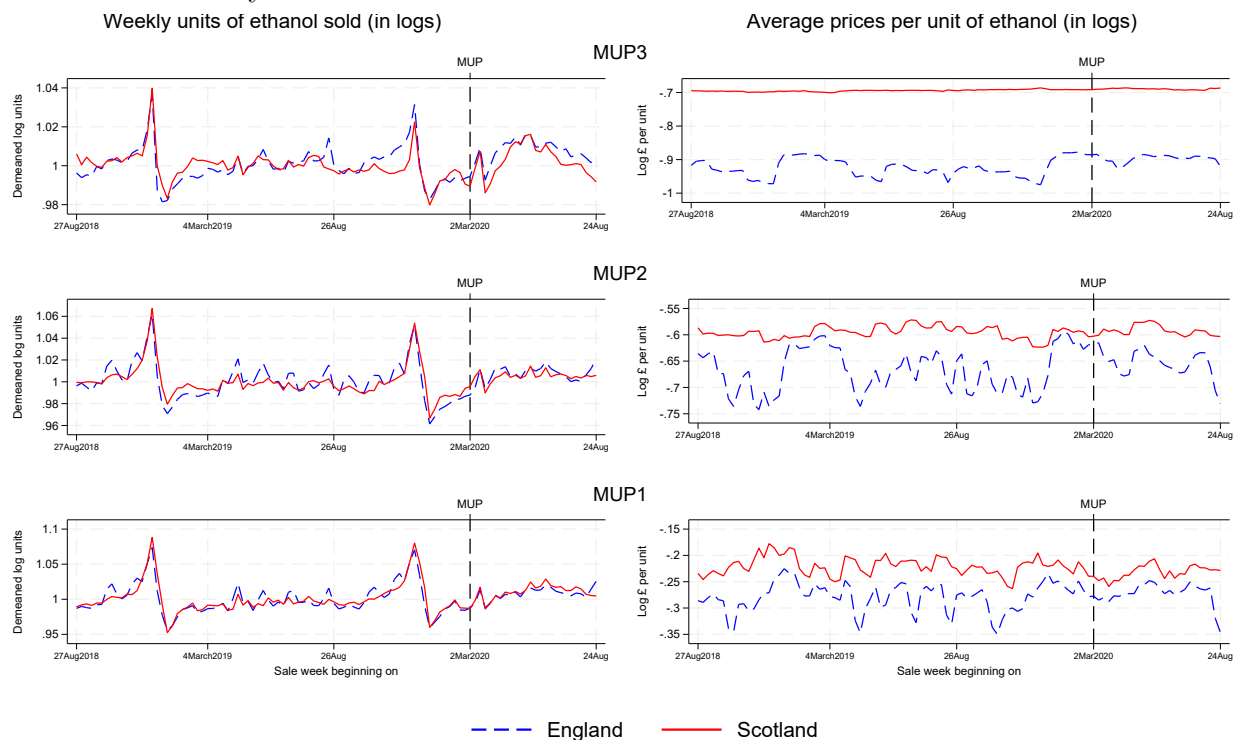 Weekly units of ethanol sold (in logs)
Average prices per unit of ethanol (in logs)
MUP3
MUP
Demeaned log units
1.04
1.02
1
.98
27Aug2018
4March2019
26Aug
2Mar2020
24Aug
MUP
Log £ per unit
-.7
-.8
-.9
-1
27Aug2018
4March2019
26Aug
2Mar2020
24Aug
MUP2
MUP
Demeaned log units
1.06
1.04
1.02
1
.98
.96
27Aug2018
4March2019
26Aug
2Mar2020
24Aug
MUP
Log £ per unit
-.55
-.6
-.65
-.7
-.75
27Aug2018
4March2019
26Aug
2Mar2020
24Aug
MUP1
MUP
Demeaned log units
1.1
1.05
1
.95
27Aug2018
4March2019
26Aug
2Mar2020
24Aug
Sale week beginning on
MUP
Log £ per unit
-.15
-.2
-.25
-.3
-.35
27Aug2018
4March2019
26Aug
2Mar2020
24Aug
Sale week beginning on
England
Scotland